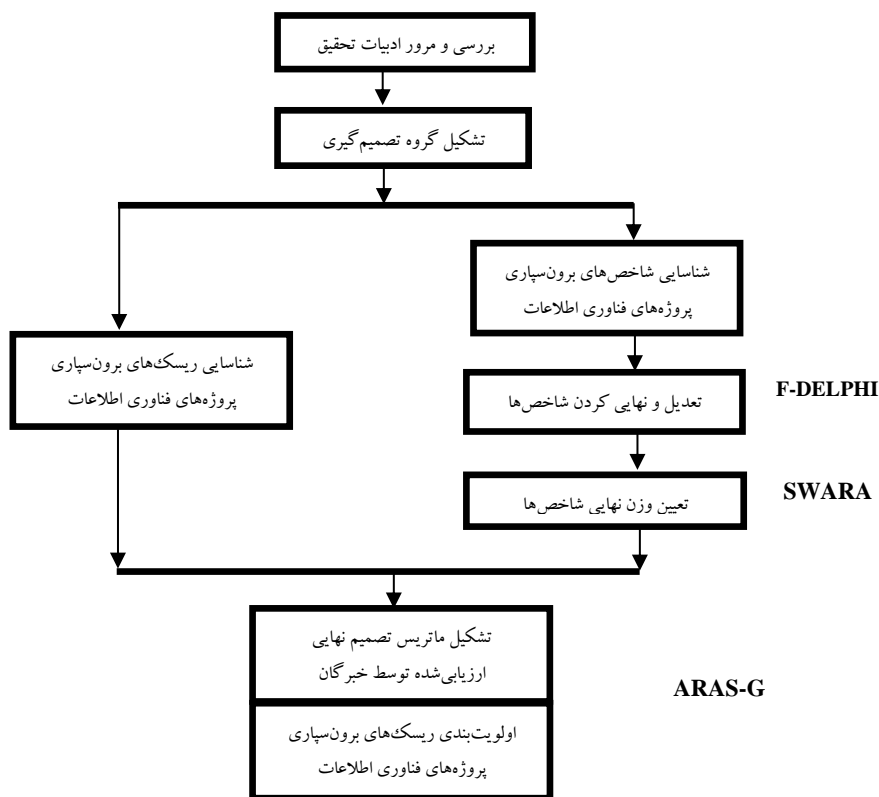 بررسی و مرور ادبیات تحقیق
تشکیل گروه تصمیم‌گیری
شناسایی شاخص‌های برون‌سپاری
پروژه‌های فناوری اطلاعات
شناسایی ریسک‌های برون‌سپاری
پروژه‌های فناوری اطلاعات
تعدیل و نهایی کردن شاخص‌ها
F-DELPHI
تعیین وزن نهایی شاخص‌ها
SWARA
تشکیل ماتریس تصمیم نهایی
ارزیابی‌شده توسط خبرگان
ARAS-G
اولویت‌بندی ریسک‌های برون‌سپاری
پروژه‌های فناوری اطلاعات